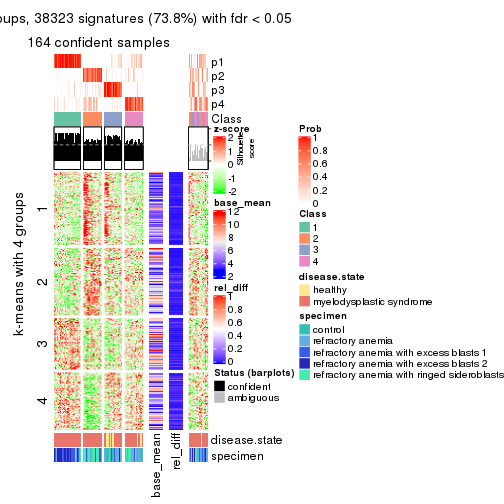 oups, 38323 signatures (73.8%) with fdr < 0.05
164 confident samples
p1
p2
p3
p4
Class
z-score
2
1
0
-1
-2
Silhouette
score
base_mean
12
10
8
6
4
2
rel_diff
1
0.8
0.6
0.4
0.2
0
Status (barplots)
confident
ambiguous
Prob
1
0.8
0.6
0.4
0.2
0
Class
1
2
3
4
disease.state
healthy
myelodysplastic syndrome
specimen
control
refractory anemia
refractory anemia with excess blasts 1
refractory anemia with excess blasts 2
refractory anemia with ringed sideroblasts
k-means with 4 groups
1
2
3
4
disease.state
specimen
base_mean
rel_diff